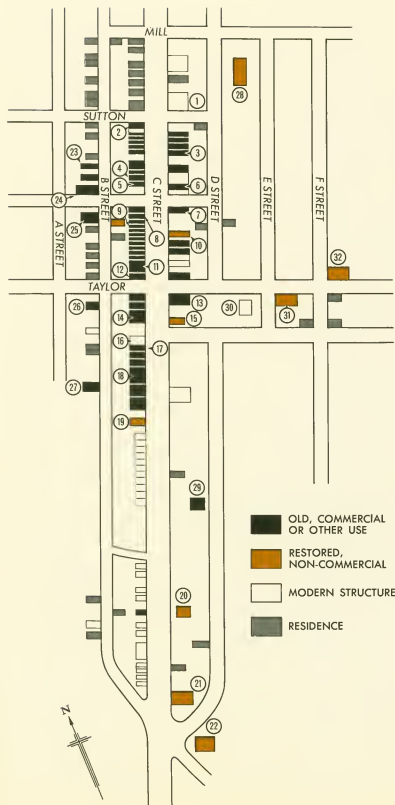 MILL
28
1
SUTTON
2
23
3
4
5
6
24
A STREET
B STREET
C STREET
D STREET
E STREET
F STREET
25
9
7
8
10
11
12
32
TAYLOR
26
14
13
30
31
15
16
17
18
27
19
29
OLD, COMMERCIAL
OR OTHER USE
RESTORED,
NON-COMMERCIAL
MODERN STRUCTURE
RESIDENCE
20
21
22
N